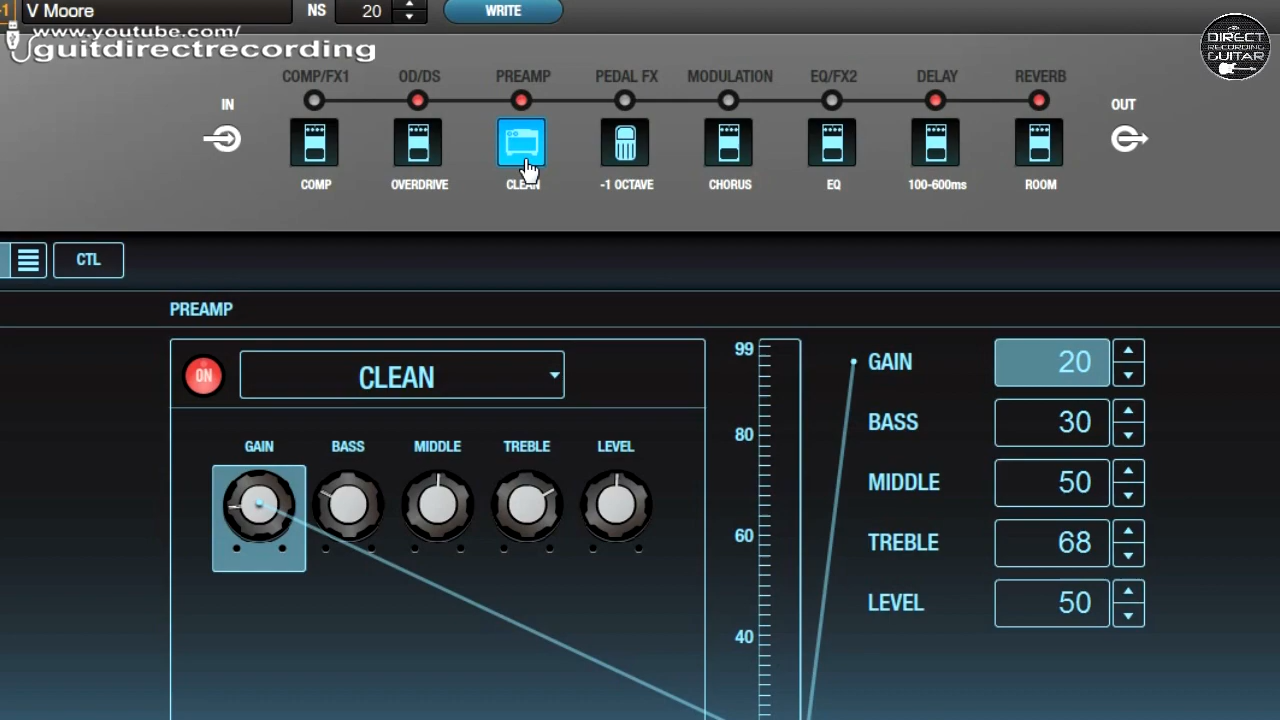 -1 V Moore NS 20 WRITE
www.youtube.com/
guitdirectrecording
DIRECT
RECORDING
GUITAR
COMP/FX1 OD/DS PREAMP PEDAL FX MODULATION EQ/FX2 DELAY REVERB
IN OUT
COMP OVERDRIVE CLEAN -1 OCTAVE CHORUS EQ 100-600ms ROOM
CTL
PREAMP
ON CLEAN
GAIN BASS MIDDLE TREBLE LEVEL
99
80
60
40
GAIN 20
BASS 30
MIDDLE 50
TREBLE 68
LEVEL 50